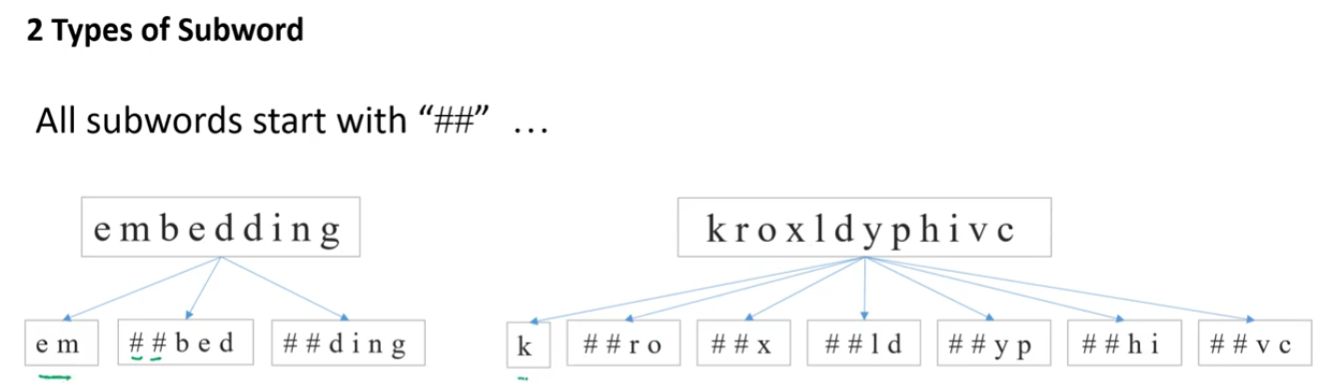 2 Types of Subword
All subwords start with “##” ...
embedding kroxldyphivc
em ##bed ##ding k ##ro ##x ##ld ##yp ##hi ##vc